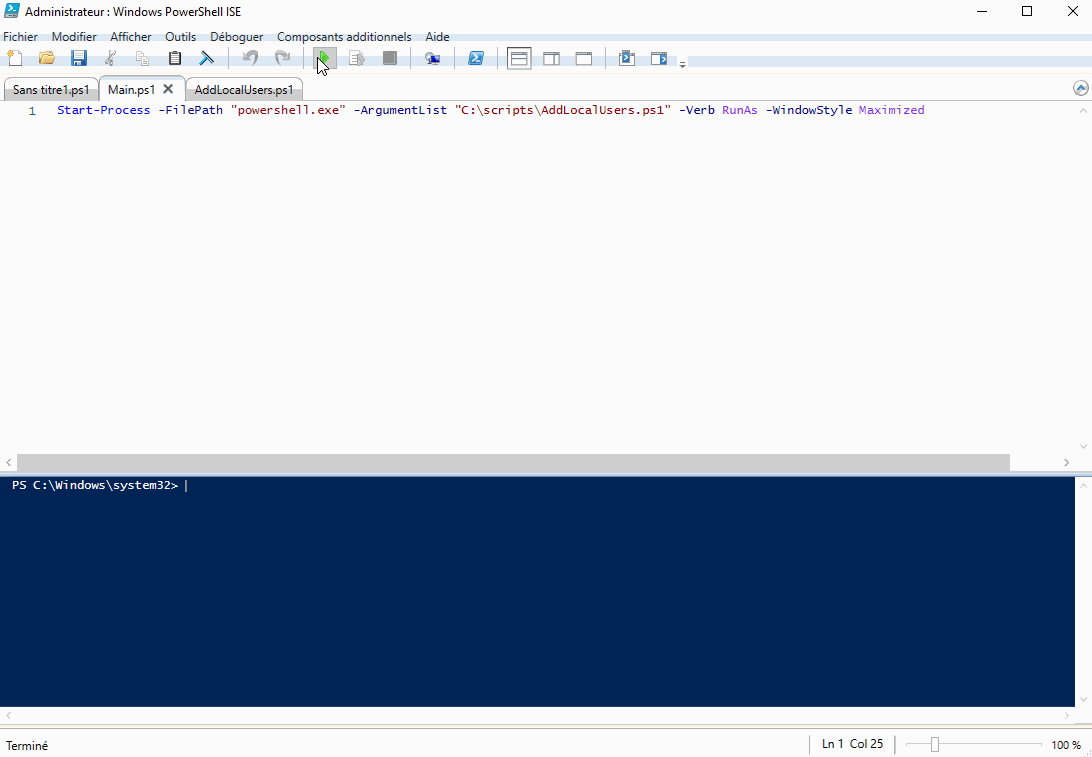 Administrateur : Windows PowerShell ISE
Fichier Modifier Afficher Outils Déboguer Composants additionnels Aide
Sans titre1.ps1 Main.ps1 AddLocalUsers.ps1
1 Start-Process -FilePath "powershell.exe" -ArgumentList "C:\scripts\AddLocalUsers.ps1" -Verb RunAs -WindowStyle Maximized
PS C:\Windows\system32>
Terminé Ln 1 Col 25 100 %